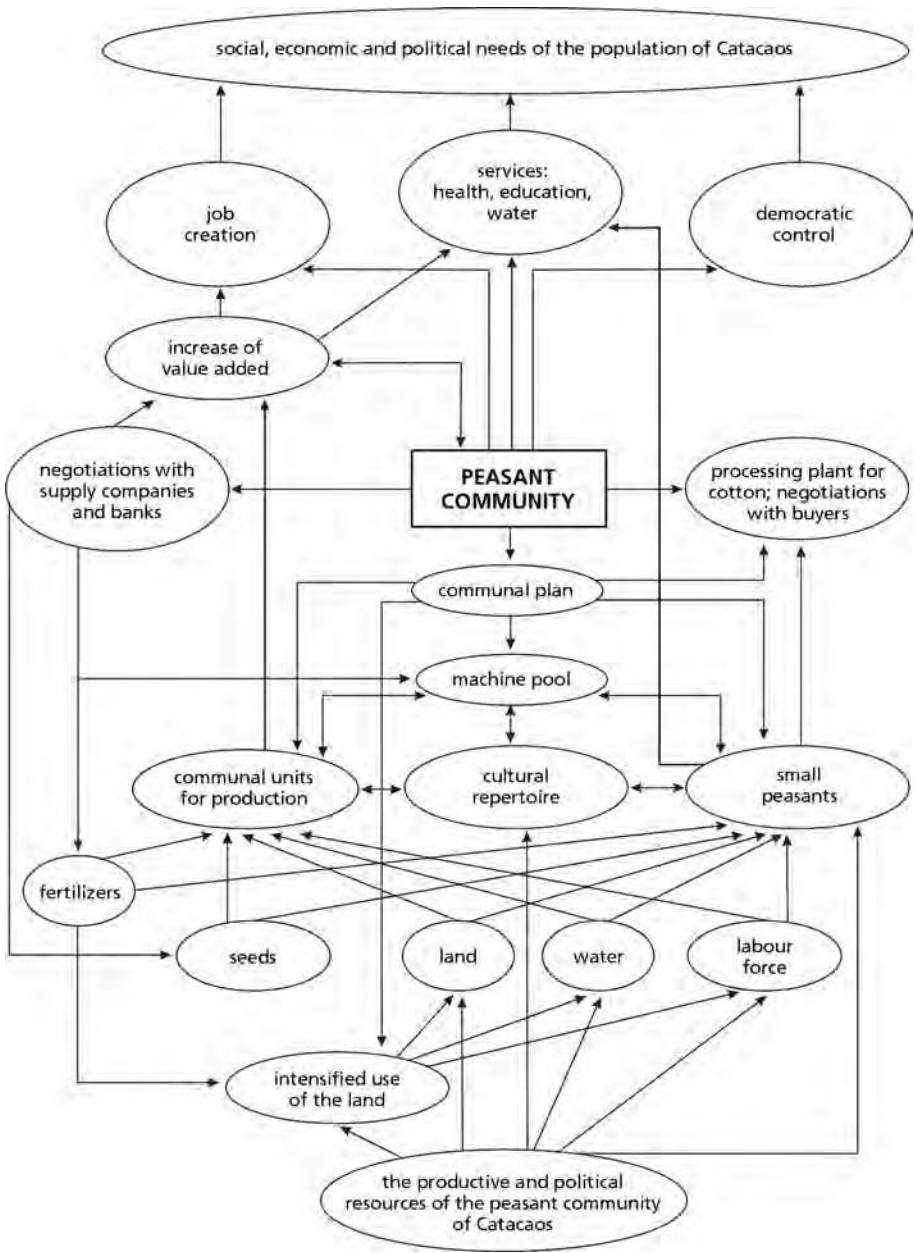 social, economic and political needs of the population of Catacaos
services:
health, education,
water
job
creation
democratic
control
increase of
value added
negotiations with
supply companies
and banks
PEASANT
COMMUNITY
processing plant for
cotton; negotiations
with buyers
communal plan
machine pool
communal units
for production
cultural
repertoire
small
peasants
fertilizers
seeds
land
water
labour
force
intensified use
of the land
the productive and political
resources of the peasant community
of Catacaos